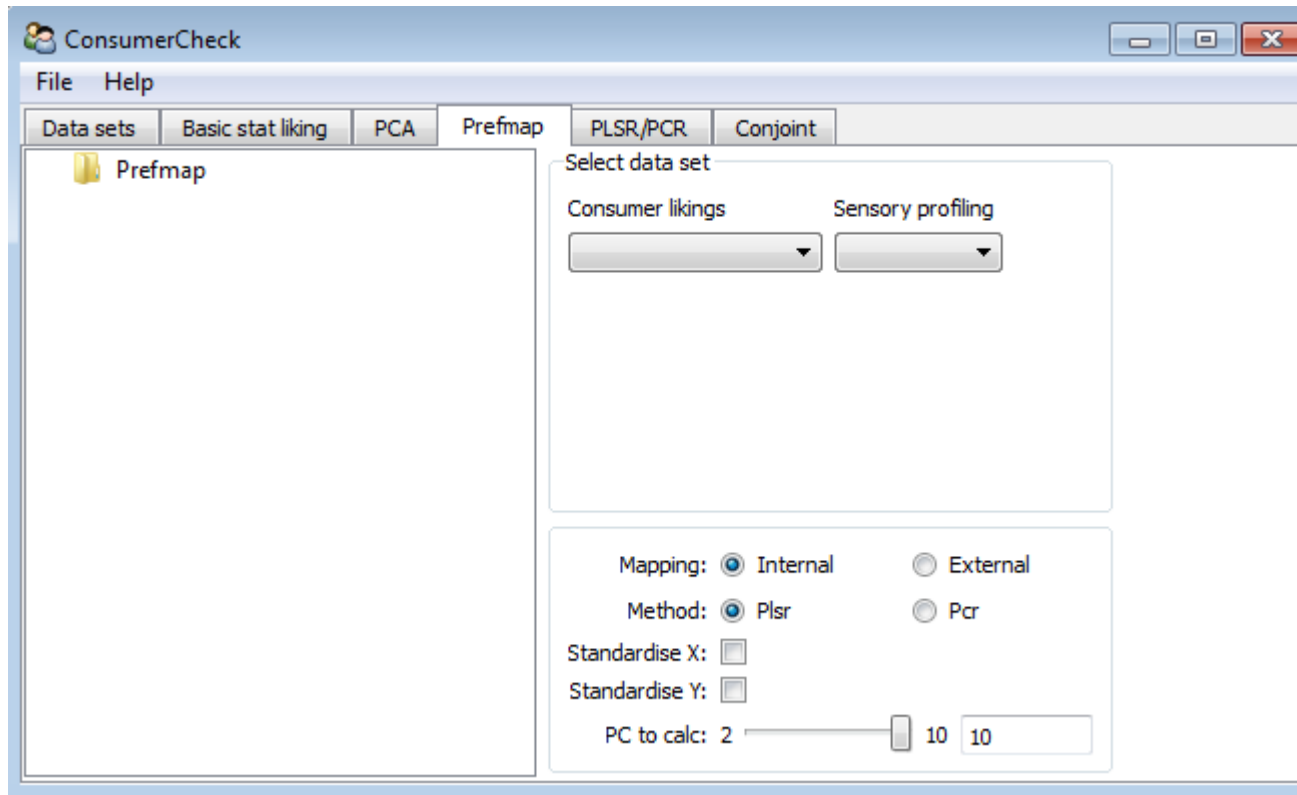 ConsumerCheck
File Help
Data sets Basic stat liking PCA Prefmap PLSR/PCR Conjoint
Prefmap
Select data set
Consumer likings Sensory profiling
Mapping: Internal External
Method: Plsr Pcr
Standardise X:
Standardise Y:
PC to calc: 2 10 10